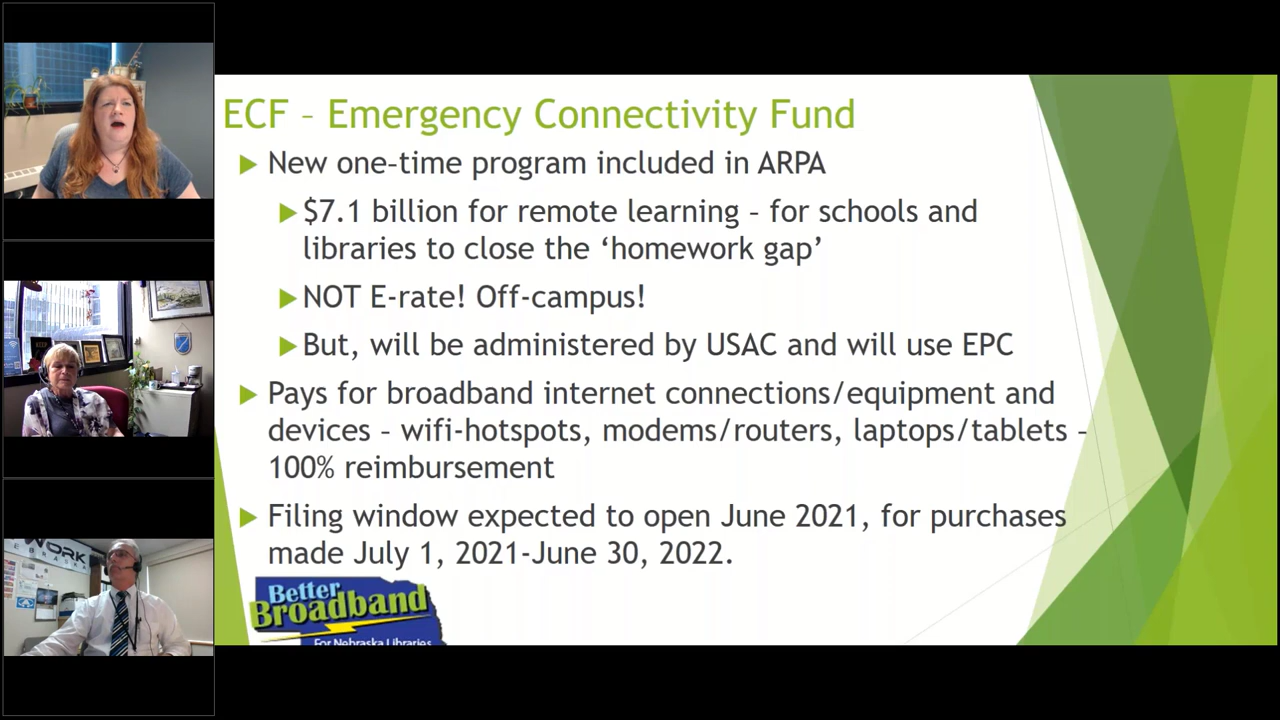 ECF – Emergency Connectivity Fund
New one-time program included in ARPA
$7.1 billion for remote learning – for schools and
libraries to close the ‘homework gap’
NOT E-rate! Off-campus!
But, will be administered by USAC and will use EPC
Pays for broadband internet connections/equipment and
devices – wifi-hotspots, modems/routers, laptops/tablets –
100% reimbursement
Filing window expected to open June 2021, for purchases
made July 1, 2021-June 30, 2022.
Better
Broadband
For Nebraska Libraries
WORK